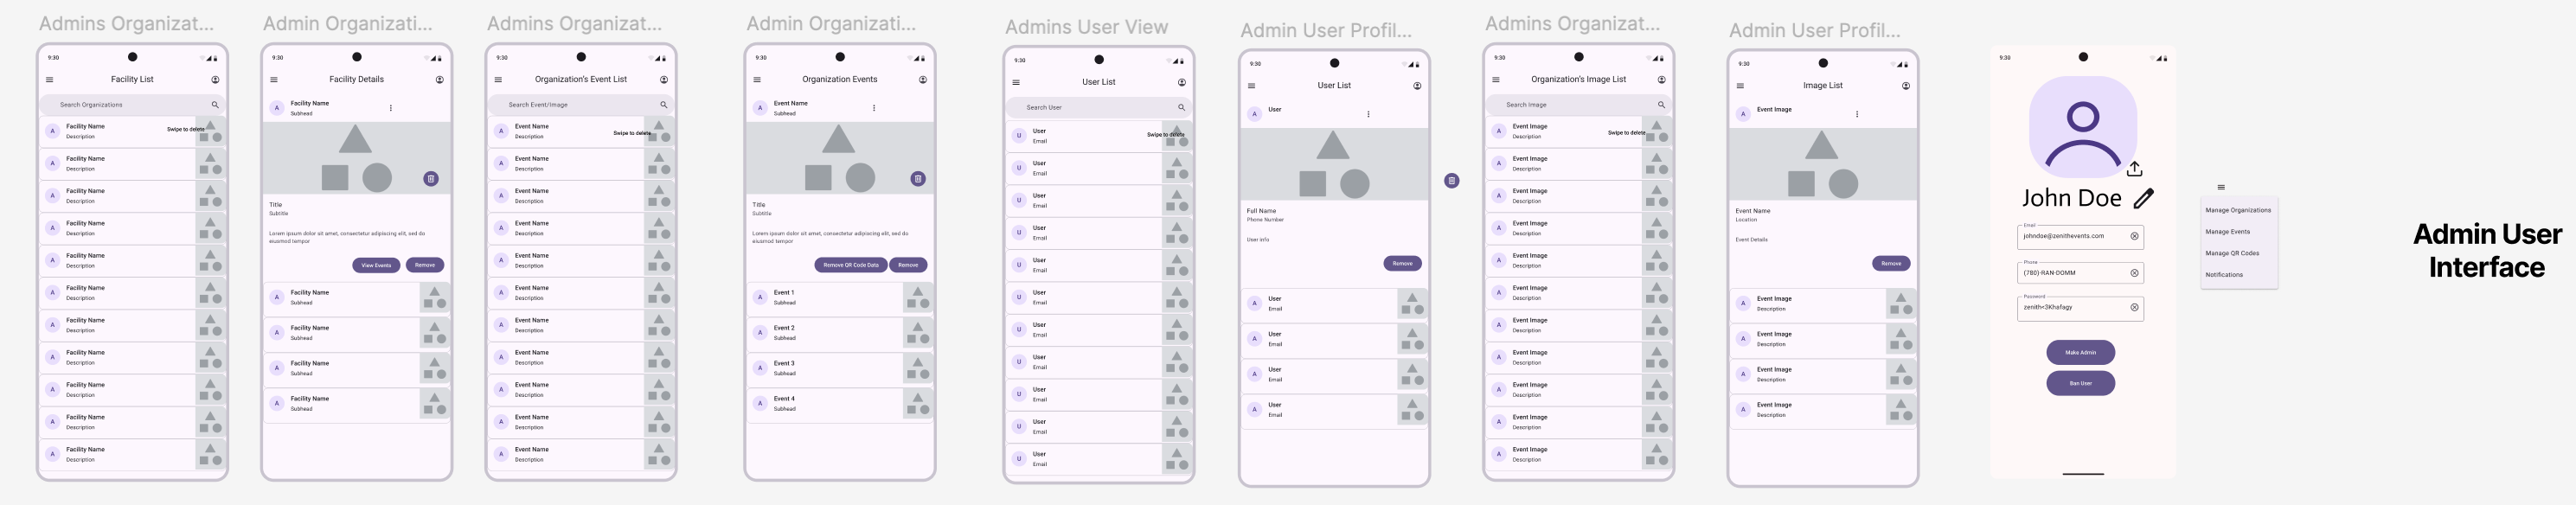 Admins Organizat...
9:30
Facility List
Search Organizations
A Facility Name
Description
Swipe to delete
A Facility Name
Description
A Facility Name
Description
A Facility Name
Description
A Facility Name
Description
A Facility Name
Description
A Facility Name
Description
A Facility Name
Description
A Facility Name
Description
A Facility Name
Description
A Facility Name
Description
Admin Organizati...
9:30
Facility Details
A Facility Name
Subhead
Title
Subtitle
Lorem ipsum dolor sit amet, consectetur adipiscing elit, sed do
eiusmod tempor
View Events
Remove
A Facility Name
Subhead
A Facility Name
Subhead
A Facility Name
Subhead
A Facility Name
Subhead
Admins Organizat...
9:30
Organization's Event List
Search Event/Image
A Event Name
Description
Swipe to delete
A Event Name
Description
A Event Name
Description
A Event Name
Description
A Event Name
Description
A Event Name
Description
A Event Name
Description
A Event Name
Description
A Event Name
Description
A Event Name
Description
A Event Name
Description
Admin Organizati...
9:30
Organization Events
A Event Name
Subhead
Title
Subtitle
Lorem ipsum dolor sit amet, consectetur adipiscing elit, sed do
eiusmod tempor
Remove QR Code Data
Remove
A Event 1
Subhead
A Event 2
Subhead
A Event 3
Subhead
A Event 4
Subhead
Admins User View
9:30
User List
Search User
U User
Email
Swipe to delete
U User
Email
U User
Email
U User
Email
U User
Email
U User
Email
U User
Email
U User
Email
U User
Email
U User
Email
U User
Email
Admin User Profil...
9:30
User List
A User
Full Name
Phone Number
User info
Remove
A User
Email
A User
Email
A User
Email
A User
Email
Admins Organizat...
9:30
Organization's Image List
Search Image
A Event Image
Description
Swipe to delete
A Event Image
Description
A Event Image
Description
A Event Image
Description
A Event Image
Description
A Event Image
Description
A Event Image
Description
A Event Image
Description
A Event Image
Description
A Event Image
Description
A Event Image
Description
Admin User Profil...
9:30
Image List
A Event Image
Event Name
Location
Event Details
Remove
A Event Image
Description
A Event Image
Description
A Event Image
Description
A Event Image
Description
9:30
John Doe
Email
johndoe@zenithevents.com
Phone
(780)-RAN-DOMM
Password
zenith<3Khafagy
Make Admin
Ban User
Manage Organizations
Manage Events
Manage QR Codes
Notifications
Admin User
Interface